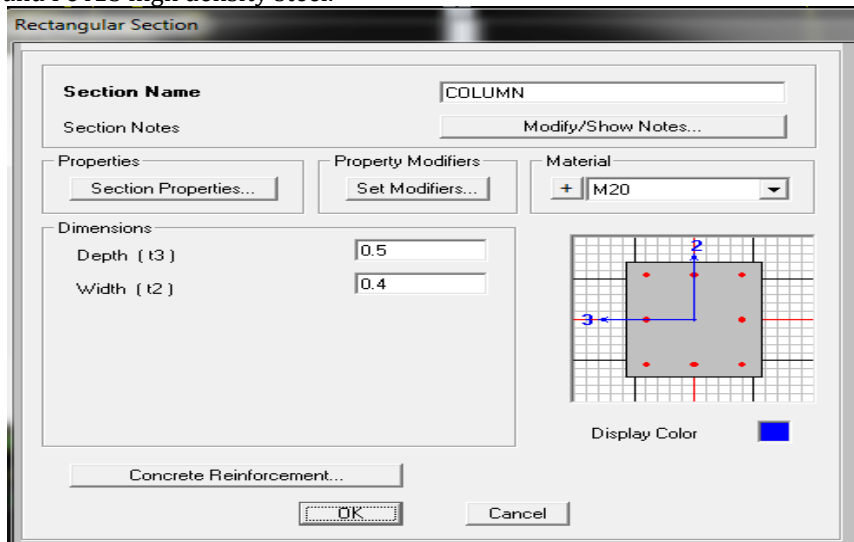 Rectangular Section
Section Name COLUMN
Section Notes Modify/Show Notes...
Properties Property Modifiers Material
Section Properties... Set Modifiers... + M20
Dimensions
Depth ( t3 ) 0.5
Width ( t2 ) 0.4
2
3
Display Color
Concrete Reinforcement...
OK Cancel